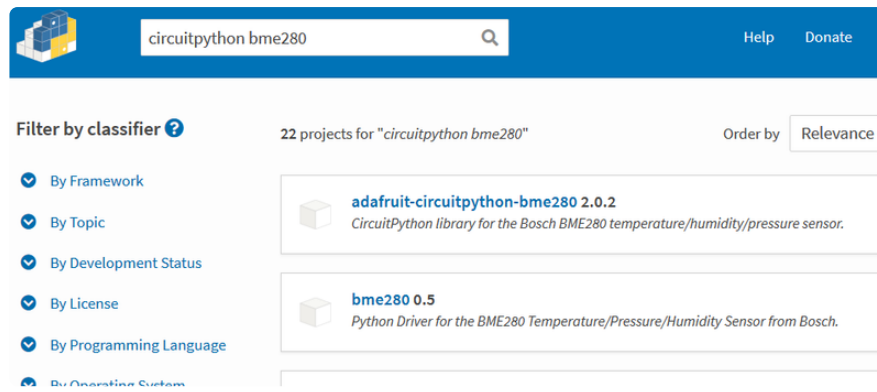 circuitpython bme280
Help
Donate
Filter by classifier ?
22 projects for "circuitpython bme280"
Order by
Relevance
By Framework
By Topic
By Development Status
By License
By Programming Language
By Operating System
adafruit-circuitpython-bme280 2.0.2
CircuitPython library for the Bosch BME280 temperature/humidity/pressure sensor.
bme280 0.5
Python Driver for the BME280 Temperature/Pressure/Humidity Sensor from Bosch.